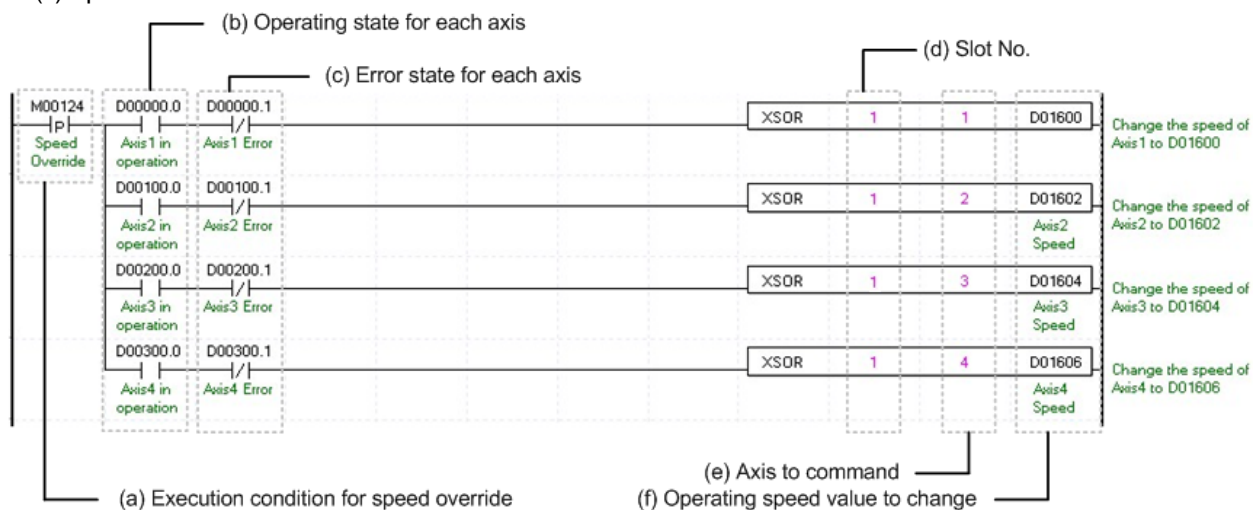 (b) Operating state for each axis
(d) Slot No.
(c) Error state for each axis
M00124 D00000.0 D00000.1
P
XSOR 1 1 D01600
Speed Override
Axis1 in operation
Axis1 Error
Change the speed of
Axis1 to D01600
D00100.0 D00100.1
XSOR 1 2 D01602
Axis2 in operation
Axis2 Error
Axis2 Speed
Change the speed of
Axis2 to D01602
D00200.0 D00200.1
XSOR 1 3 D01604
Axis3 in operation
Axis3 Error
Axis3 Speed
Change the speed of
Axis3 to D01604
D00300.0 D00300.1
XSOR 1 4 D01606
Axis4 in operation
Axis4 Error
Axis4 Speed
Change the speed of
Axis4 to D01606
(e) Axis to command
(a) Execution condition for speed override
(f) Operating speed value to change